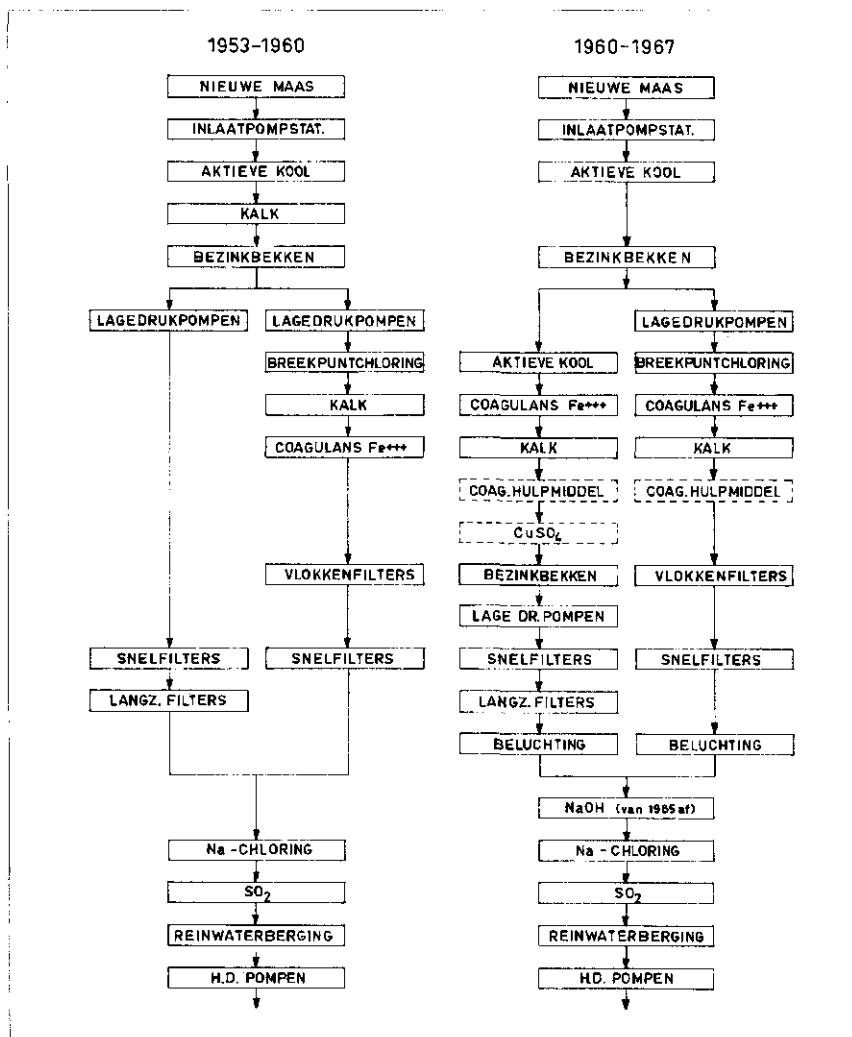 1953-1960
NIEUWE MAAS
INLAATPOMPSTAT.
AKTIEVE KOOL
KALK
BEZINKBEKKEN
LAGEDRUKPOMPEN
LAGEDRUKPOMPEN
BREEKPUNTCHLORING
KALK
COAGULANS Fe+++
VLOKKENFILTERS
SNELFILTERS
SNELFILTERS
LANGZ. FILTERS
Na-CHLORING
SO₂
REINWATERBERGING
H.D. POMPEN
1960-1967
NIEUWE MAAS
INLAATPOMPSTAT.
AKTIEVE KOOL
BEZINKBEKKEN
LAGEDRUKPOMPEN
AKTIEVE KOOL
BREEKPUNTCHLORING
COAGULANS Fe+++
COAGULANS Fe+++
KALK
KALK
COAG. HULPMIDDEL
COAG. HULPMIDDEL
CuSO₄
BEZINKBEKKEN
VLOKKENFILTERS
LAGE DR. POMPEN
SNELFILTERS
SNELFILTERS
LANGZ. FILTERS
BELUCHTING
BELUCHTING
NaOH (van 1965 af)
Na-CHLORING
SO₂
REINWATERBERGING
H.D. POMPEN